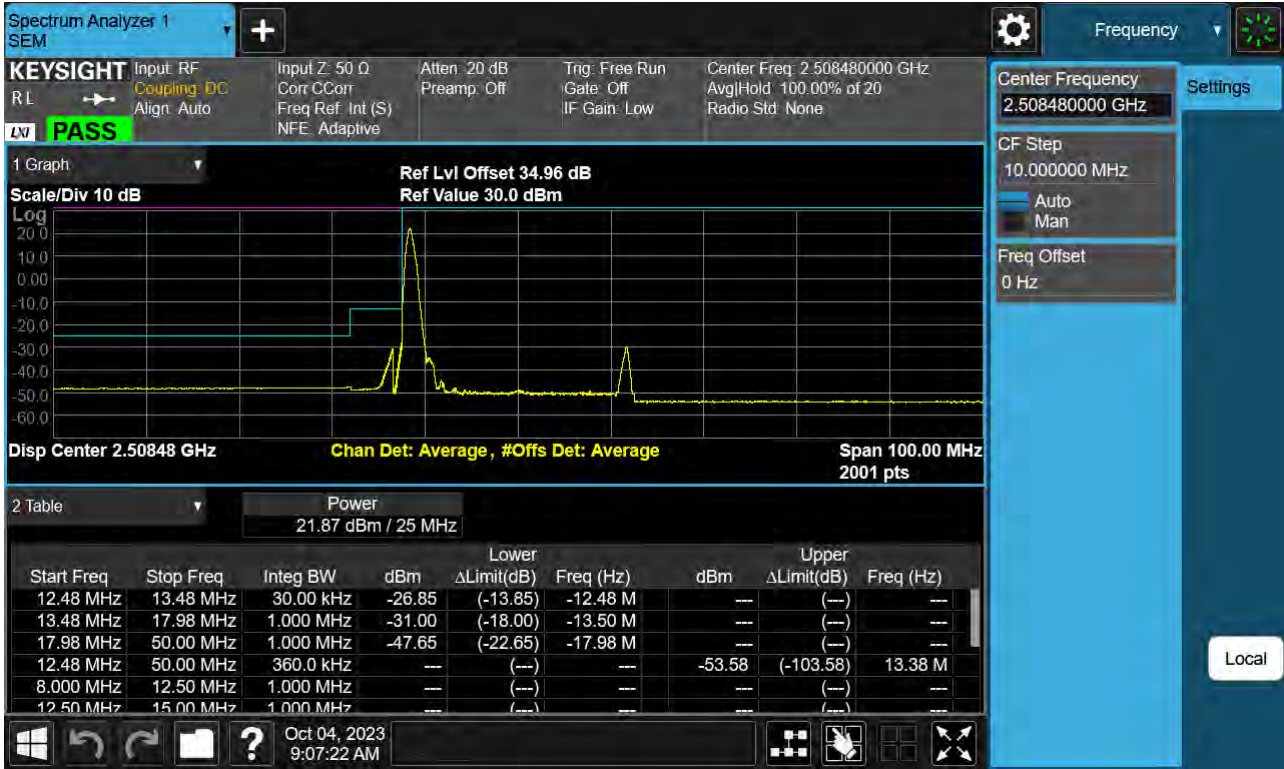 Spectrum Analyzer 1
SEM
Frequency
KEYSIGHT
RL
LXI
PASS
Input: RF
Coupling: DC
Align: Auto
Input Z: 50 Ω
Corr CCorr
Freq Ref: Int (S)
NFE: Adaptive
Atten: 20 dB
Preamp: Off
Trig: Free Run
Gate: Off
IF Gain: Low
Center Freq: 2.508480000 GHz
Avg|Hold: 100.00% of 20
Radio Std: None
Center Frequency
2.508480000 GHz
Settings
CF Step
10.000000 MHz
Auto
Man
Freq Offset
0 Hz
1 Graph
Scale/Div 10 dB
Ref Lvl Offset 34.96 dB
Ref Value 30.0 dBm
Log
20.0
10.0
0.00
-10.0
-20.0
-30.0
-40.0
-50.0
-60.0
Disp Center 2.50848 GHz
Chan Det: Average, #Offs Det: Average
Span 100.00 MHz
2001 pts
2 Table
Power
21.87 dBm / 25 MHz
Lower Upper
Start Freq Stop Freq Integ BW dBm ΔLimit(dB) Freq (Hz) dBm ΔLimit(dB) Freq (Hz)
12.48 MHz 13.48 MHz 30.00 kHz -26.85 (-13.85) -12.48 M --- (---) ---
13.48 MHz 17.98 MHz 1.000 MHz -31.00 (-18.00) -13.50 M --- (---) ---
17.98 MHz 50.00 MHz 1.000 MHz -47.65 (-22.65) -17.98 M --- (---) ---
12.48 MHz 50.00 MHz 360.0 kHz --- (---) --- -53.58 (-103.58) 13.38 M
8.000 MHz 12.50 MHz 1.000 MHz --- (---) --- --- (---) ---
12.50 MHz 15.00 MHz 1.000 MHz --- (---) --- --- (---) ---
Local
Oct 04, 2023
9:07:22 AM